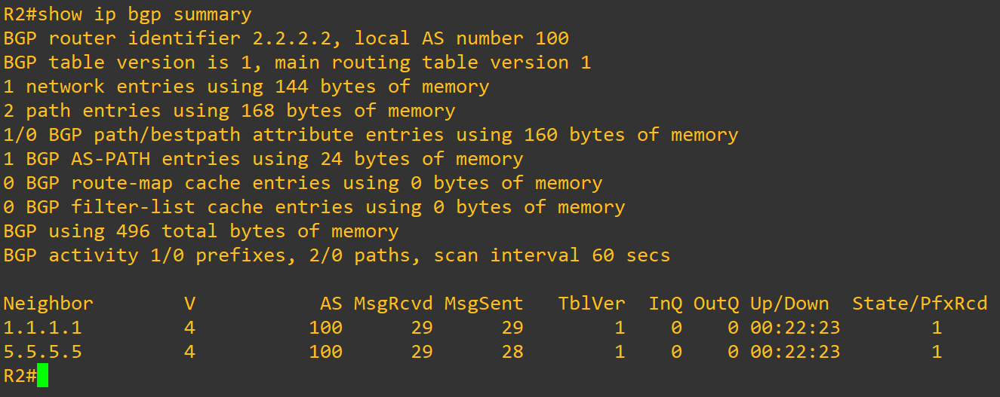 R2#show ip bgp summary
BGP router identifier 2.2.2.2, local AS number 100
BGP table version is 1, main routing table version 1
1 network entries using 144 bytes of memory
2 path entries using 168 bytes of memory
1/0 BGP path/bestpath attribute entries using 160 bytes of memory
1 BGP AS-PATH entries using 24 bytes of memory
0 BGP route-map cache entries using 0 bytes of memory
0 BGP filter-list cache entries using 0 bytes of memory
BGP using 496 total bytes of memory
BGP activity 1/0 prefixes, 2/0 paths, scan interval 60 secs

Neighbor        V           AS MsgRcvd MsgSent   TblVer  InQ OutQ Up/Down  State/PfxRcd
1.1.1.1         4          100      29      29        1    0    0 00:22:23        1
5.5.5.5         4          100      29      28        1    0    0 00:22:23        1
R2#